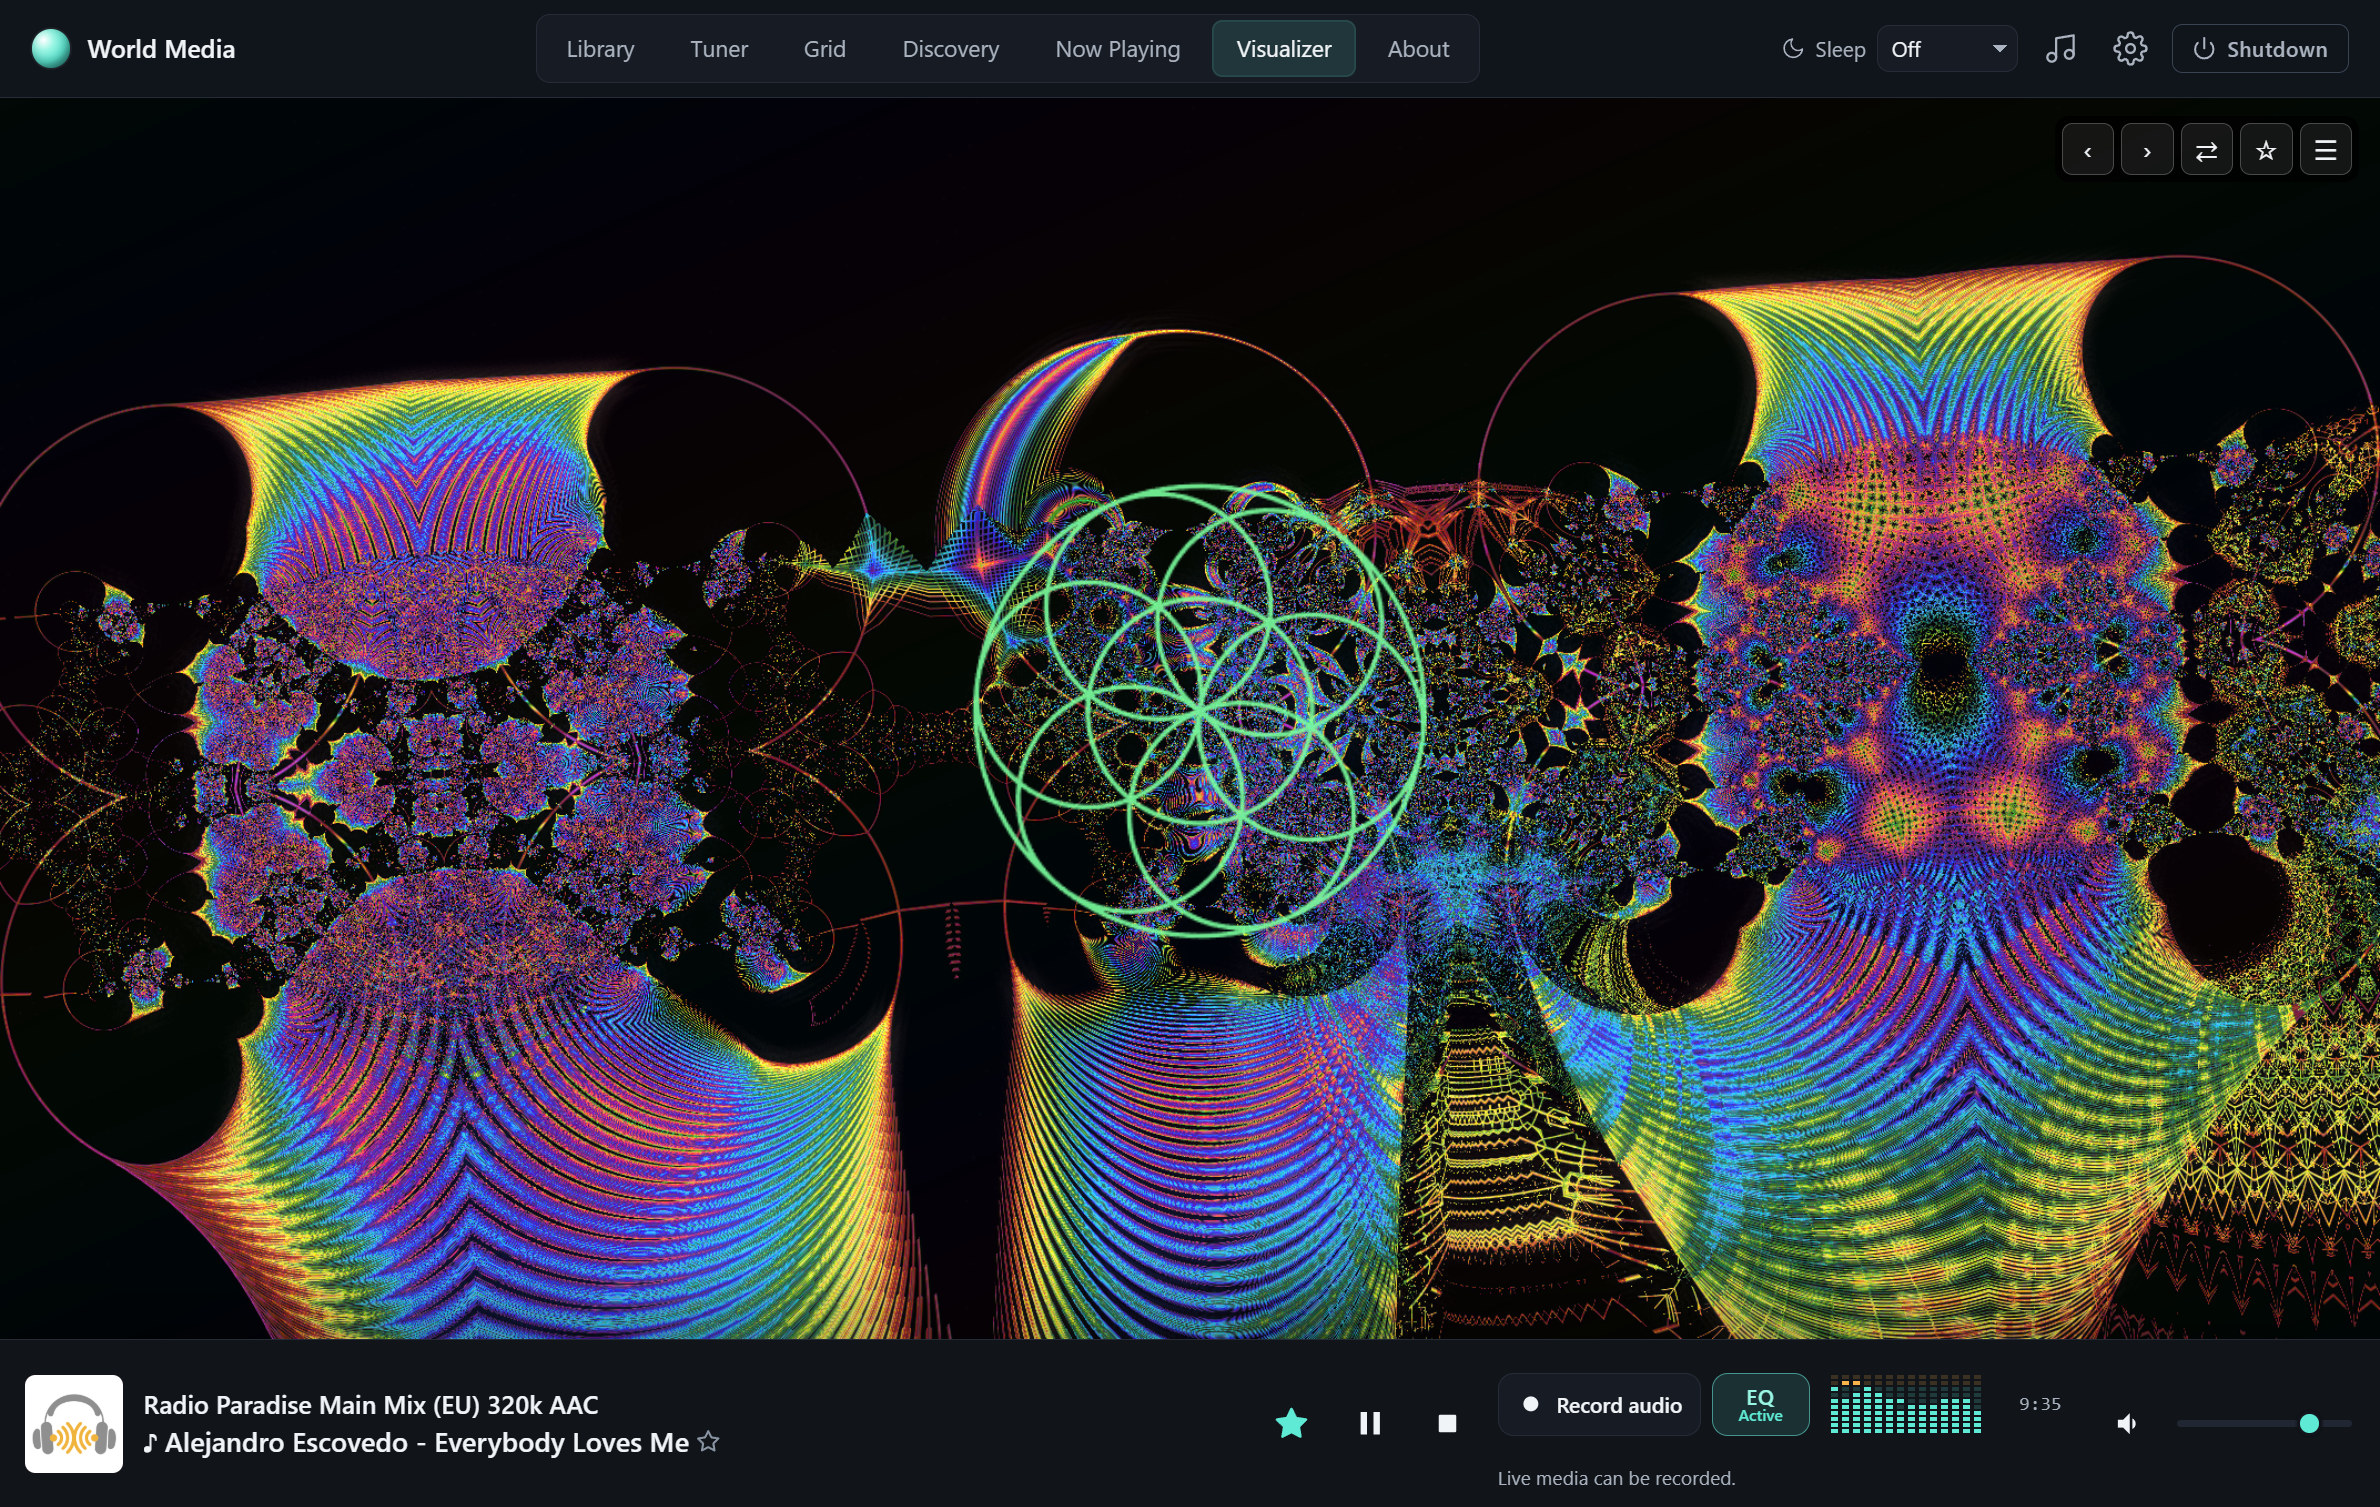 World Media
Library
Tuner
Grid
Discovery
Now Playing
Visualizer
About
Sleep
Off
Shutdown
Radio Paradise Main Mix (EU) 320k AAC
Alejandro Escovedo - Everybody Loves Me
Record audio
EQ
Active
9:35
Live media can be recorded.